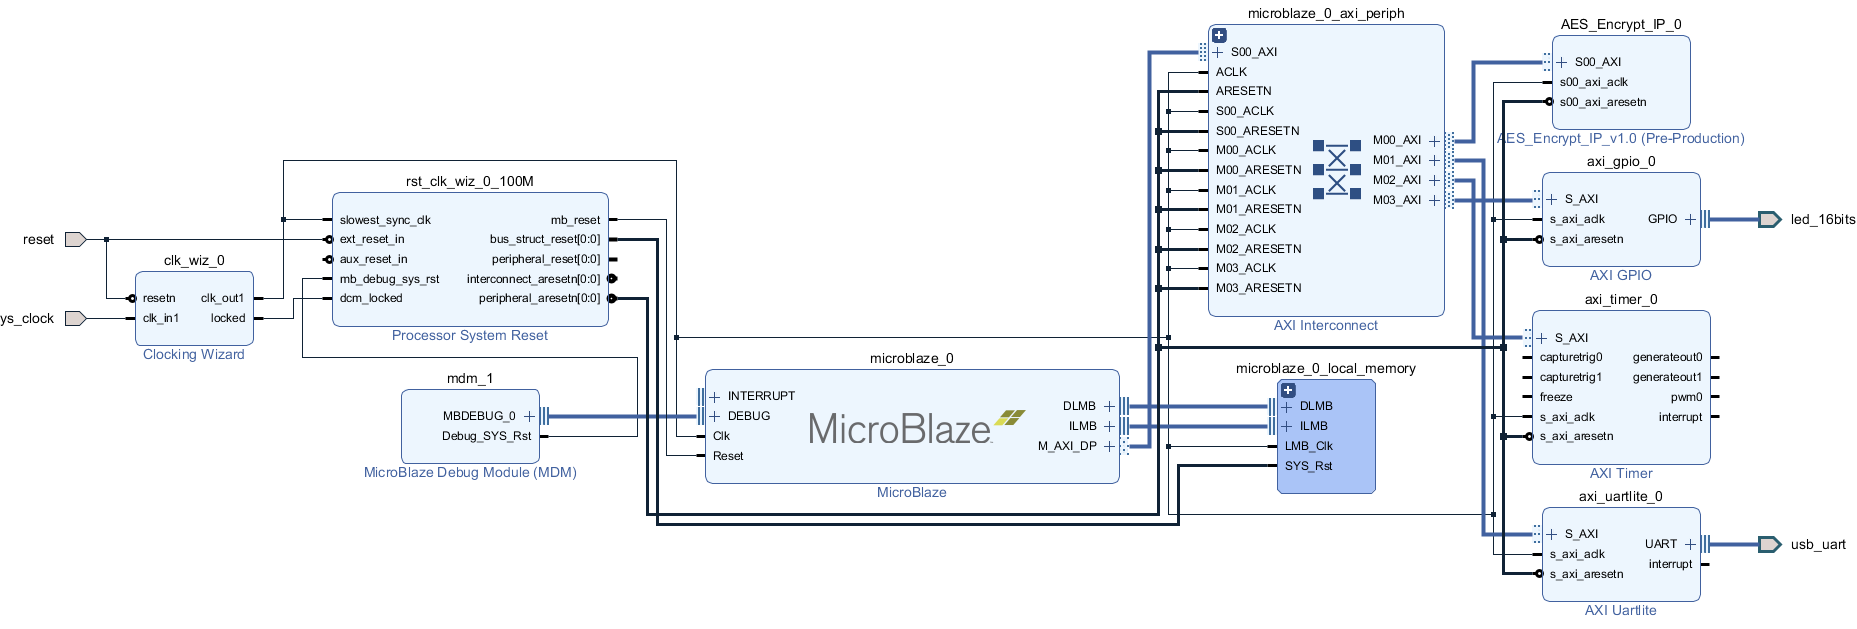 reset
ys_clock
clk_wiz_0
resetn
clk_in1
clk_out1
locked
Clocking Wizard
rst_clk_wiz_0_100M
slowest_sync_clk
ext_reset_in
aux_reset_in
mb_debug_sys_rst
dcm_locked
mb_reset
bus_struct_reset[0:0]
peripheral_reset[0:0]
interconnect_aresetn[0:0]
peripheral_aresetn[0:0]
Processor System Reset
mdm_1
MBDEBUG_0
Debug_SYS_Rst
MicroBlaze Debug Module (MDM)
microblaze_0
INTERRUPT
DEBUG
Clk
Reset
MicroBlaze
DLMB
ILMB
M_AXI_DP
MicroBlaze
microblaze_0_axi_periph
S00_AXI
ACLK
ARESETN
S00_ACLK
S00_ARESETN
M00_ACLK
M00_ARESETN
M01_ACLK
M01_ARESETN
M02_ACLK
M02_ARESETN
M03_ACLK
M03_ARESETN
M00_AXI
M01_AXI
M02_AXI
M03_AXI
AXI Interconnect
microblaze_0_local_memory
DLMB
ILMB
LMB_Clk
SYS_Rst
AES_Encrypt_IP_0
S00_AXI
s00_axi_aclk
s00_axi_aresetn
AES_Encrypt_IP_v1.0 (Pre-Production)
axi_gpio_0
S_AXI
s_axi_aclk
s_axi_aresetn
GPIO
AXI GPIO
led_16bits
axi_timer_0
S_AXI
capturetrig0
capturetrig1
freeze
s_axi_aclk
s_axi_aresetn
generateout0
generateout1
pwm0
interrupt
AXI Timer
axi_uartlite_0
S_AXI
s_axi_aclk
s_axi_aresetn
UART
interrupt
AXI Uartlite
usb_uart